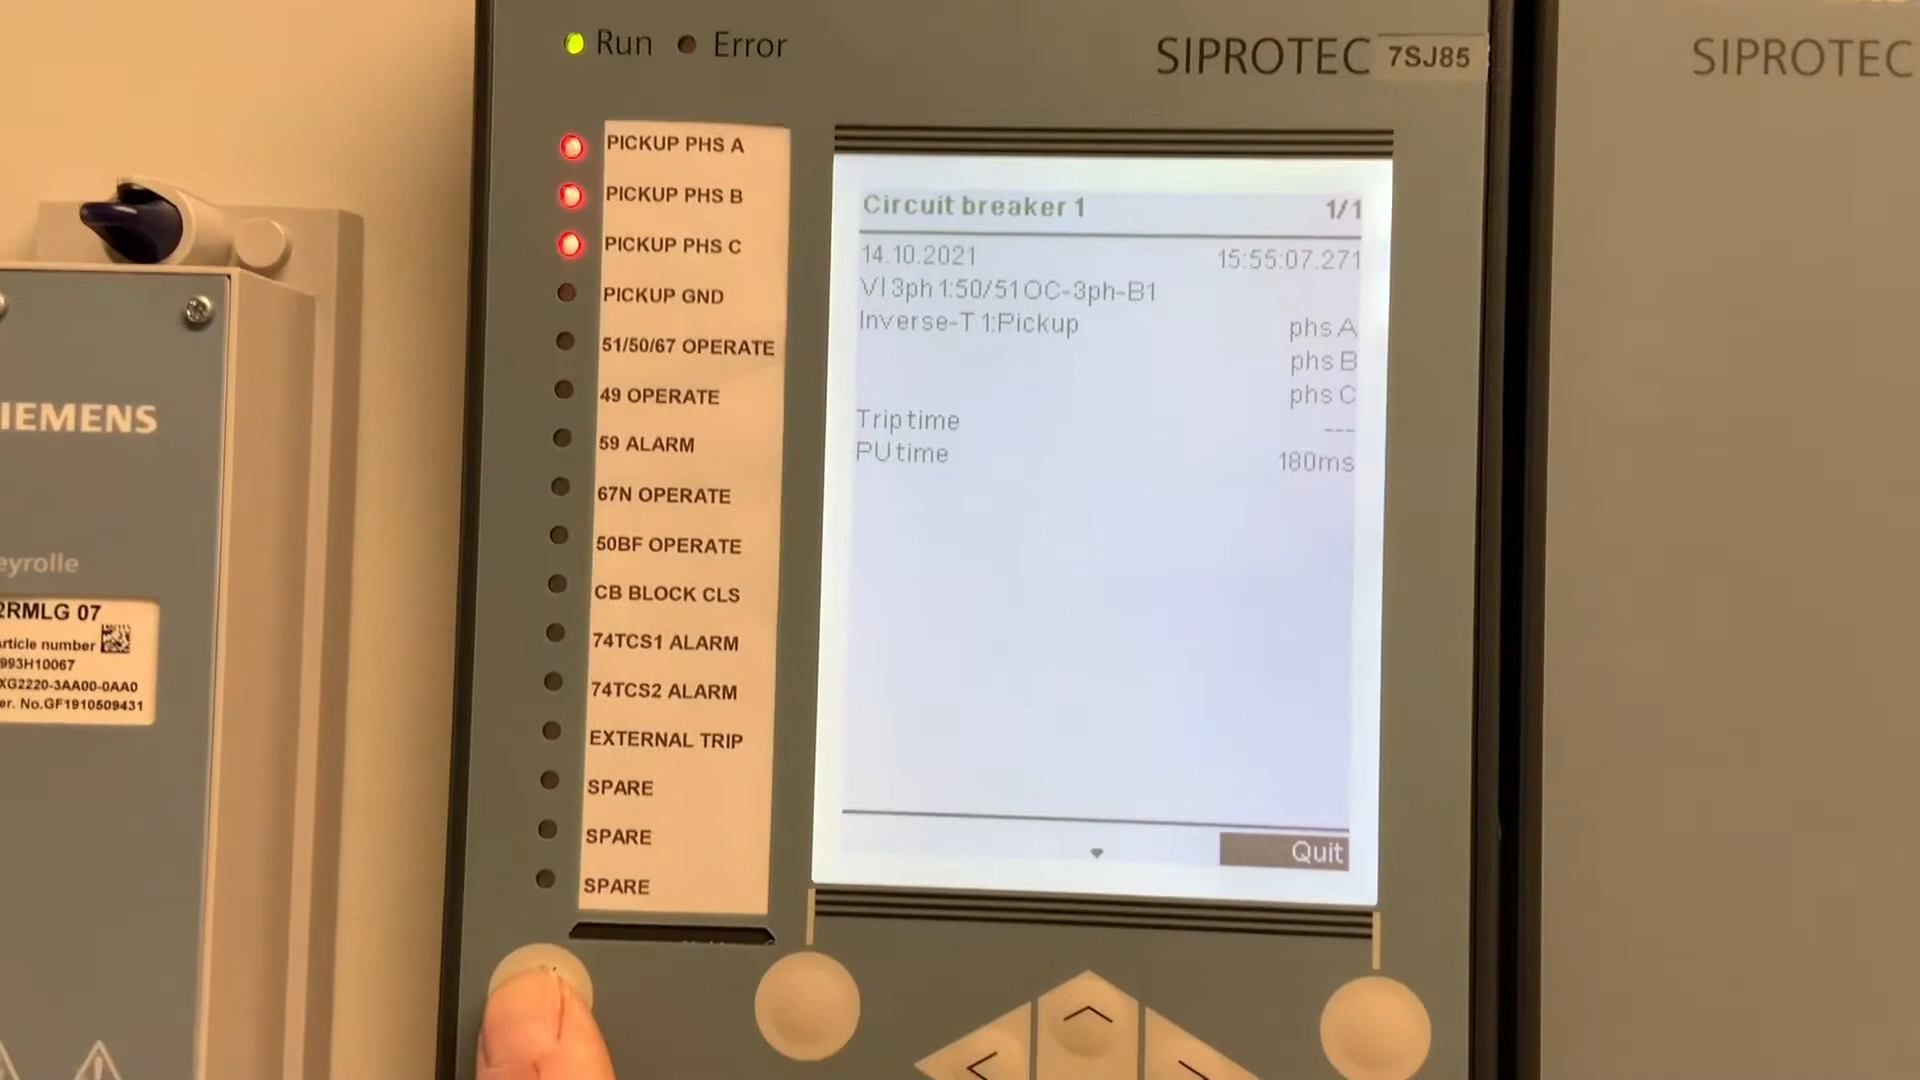 Run
Error
SIPROTEC 7SJ85
SIPROTEC
PICKUP PHS A
PICKUP PHS B
PICKUP PHS C
PICKUP GND
51/50/67 OPERATE
49 OPERATE
59 ALARM
67N OPERATE
50BF OPERATE
CB BLOCK CLS
74TCS1 ALARM
74TCS2 ALARM
EXTERNAL TRIP
SPARE
SPARE
SPARE
Circuit breaker 1 1/1
14.10.2021 15:55:07.271
VI 3ph 1:50/51 OC-3ph-B1
Inverse-T 1:Pickup phs A
phs B
phs C
Trip time ---
PU time 180ms
Quit
IEMENS
eyrolle
2RMLG 07
rticle number
993H10067
XG2220-3AA00-0AA0
er. No.GF1910509431